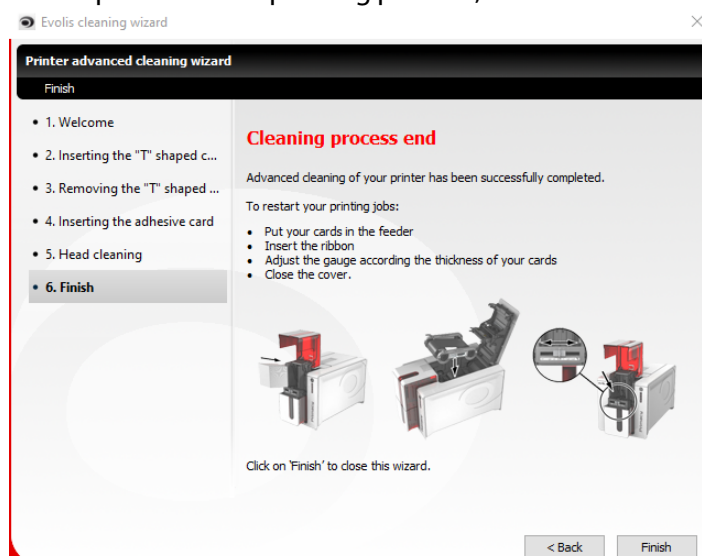 Evolis cleaning wizard
Printer advanced cleaning wizard
Finish
• 1. Welcome
• 2. Inserting the "T" shaped c...
• 3. Removing the "T" shaped ...
• 4. Inserting the adhesive card
• 5. Head cleaning
• 6. Finish
Cleaning process end
Advanced cleaning of your printer has been successfully completed.
To restart your printing jobs:
• Put your cards in the feeder
• Insert the ribbon
• Adjust the gauge according the thickness of your cards
• Close the cover.
Click on 'Finish' to close this wizard.
< Back
Finish